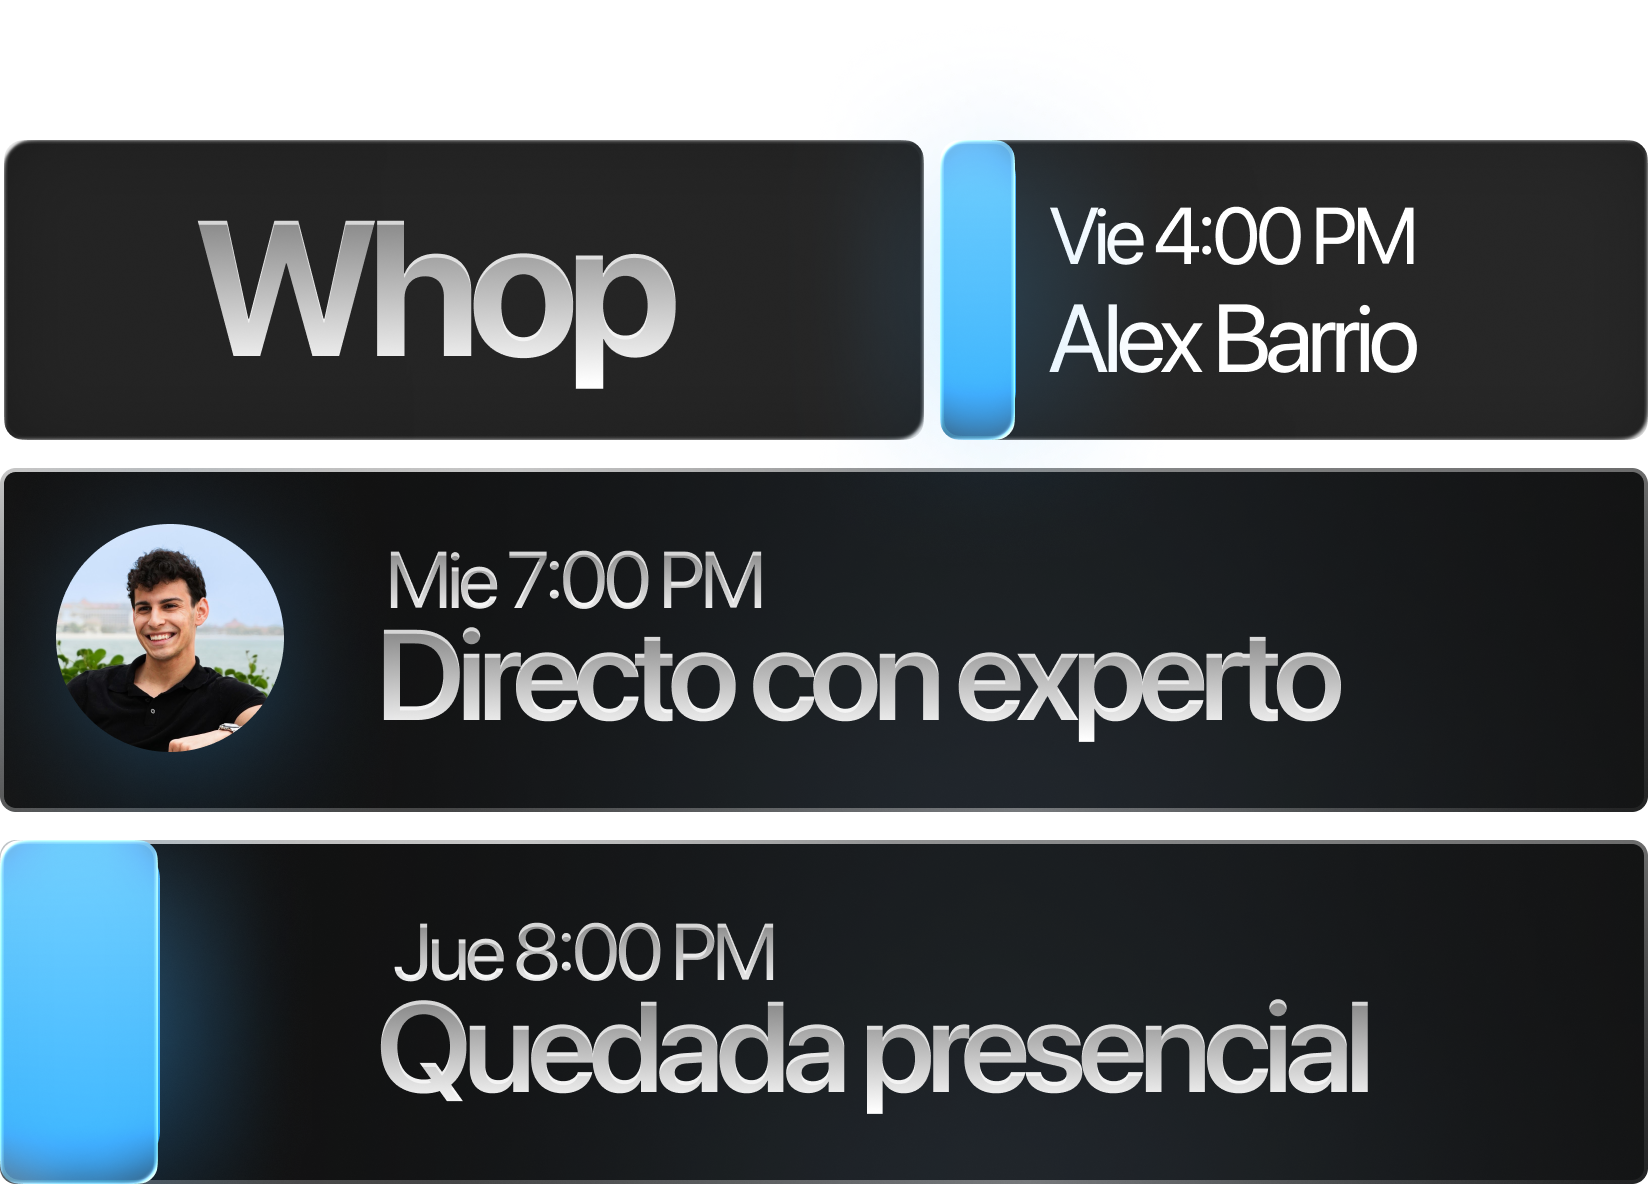 Whop
Vie 4:00 PM
Alex Barrio
Mie 7:00 PM
Directo con experto
Jue 8:00 PM
Quedada presencial